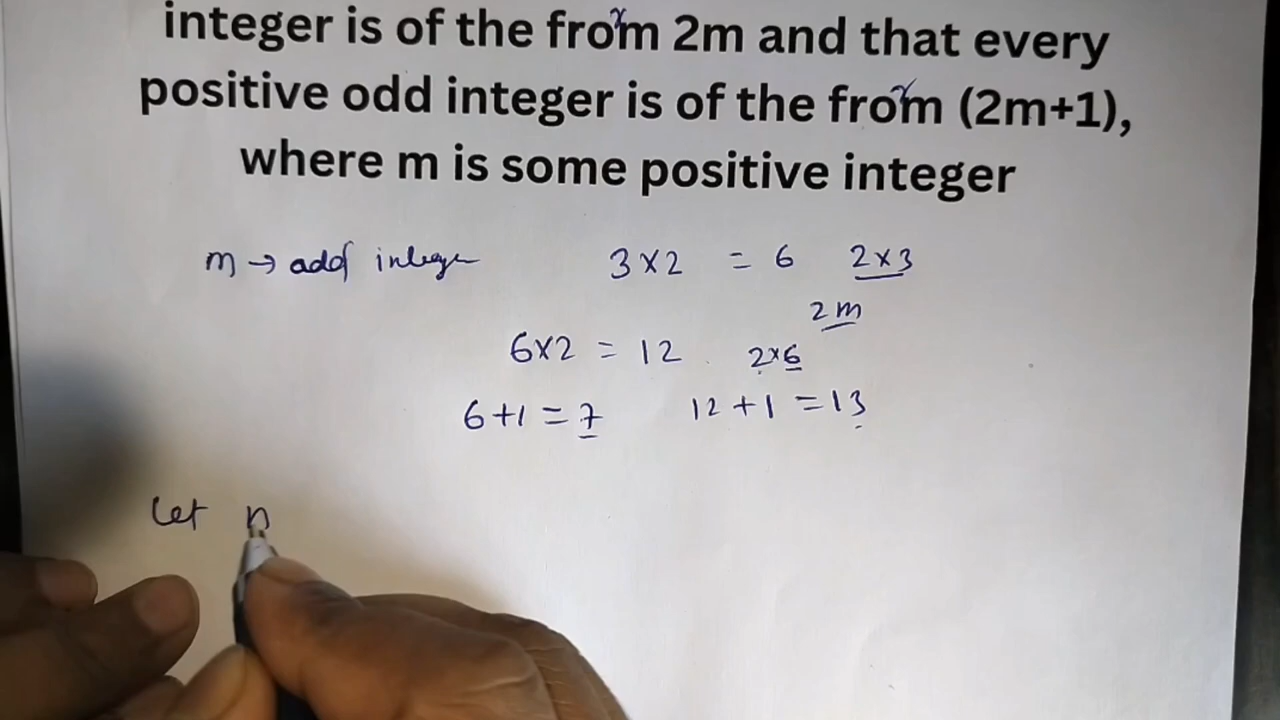 integer is of the from 2m and that every
positive odd integer is of the from (2m+1),
where m is some positive integer
m → add integer 3×2 = 6 2×3
2m
6×2 = 12 2×6
6+1 = 7 12+1 = 13
Let n